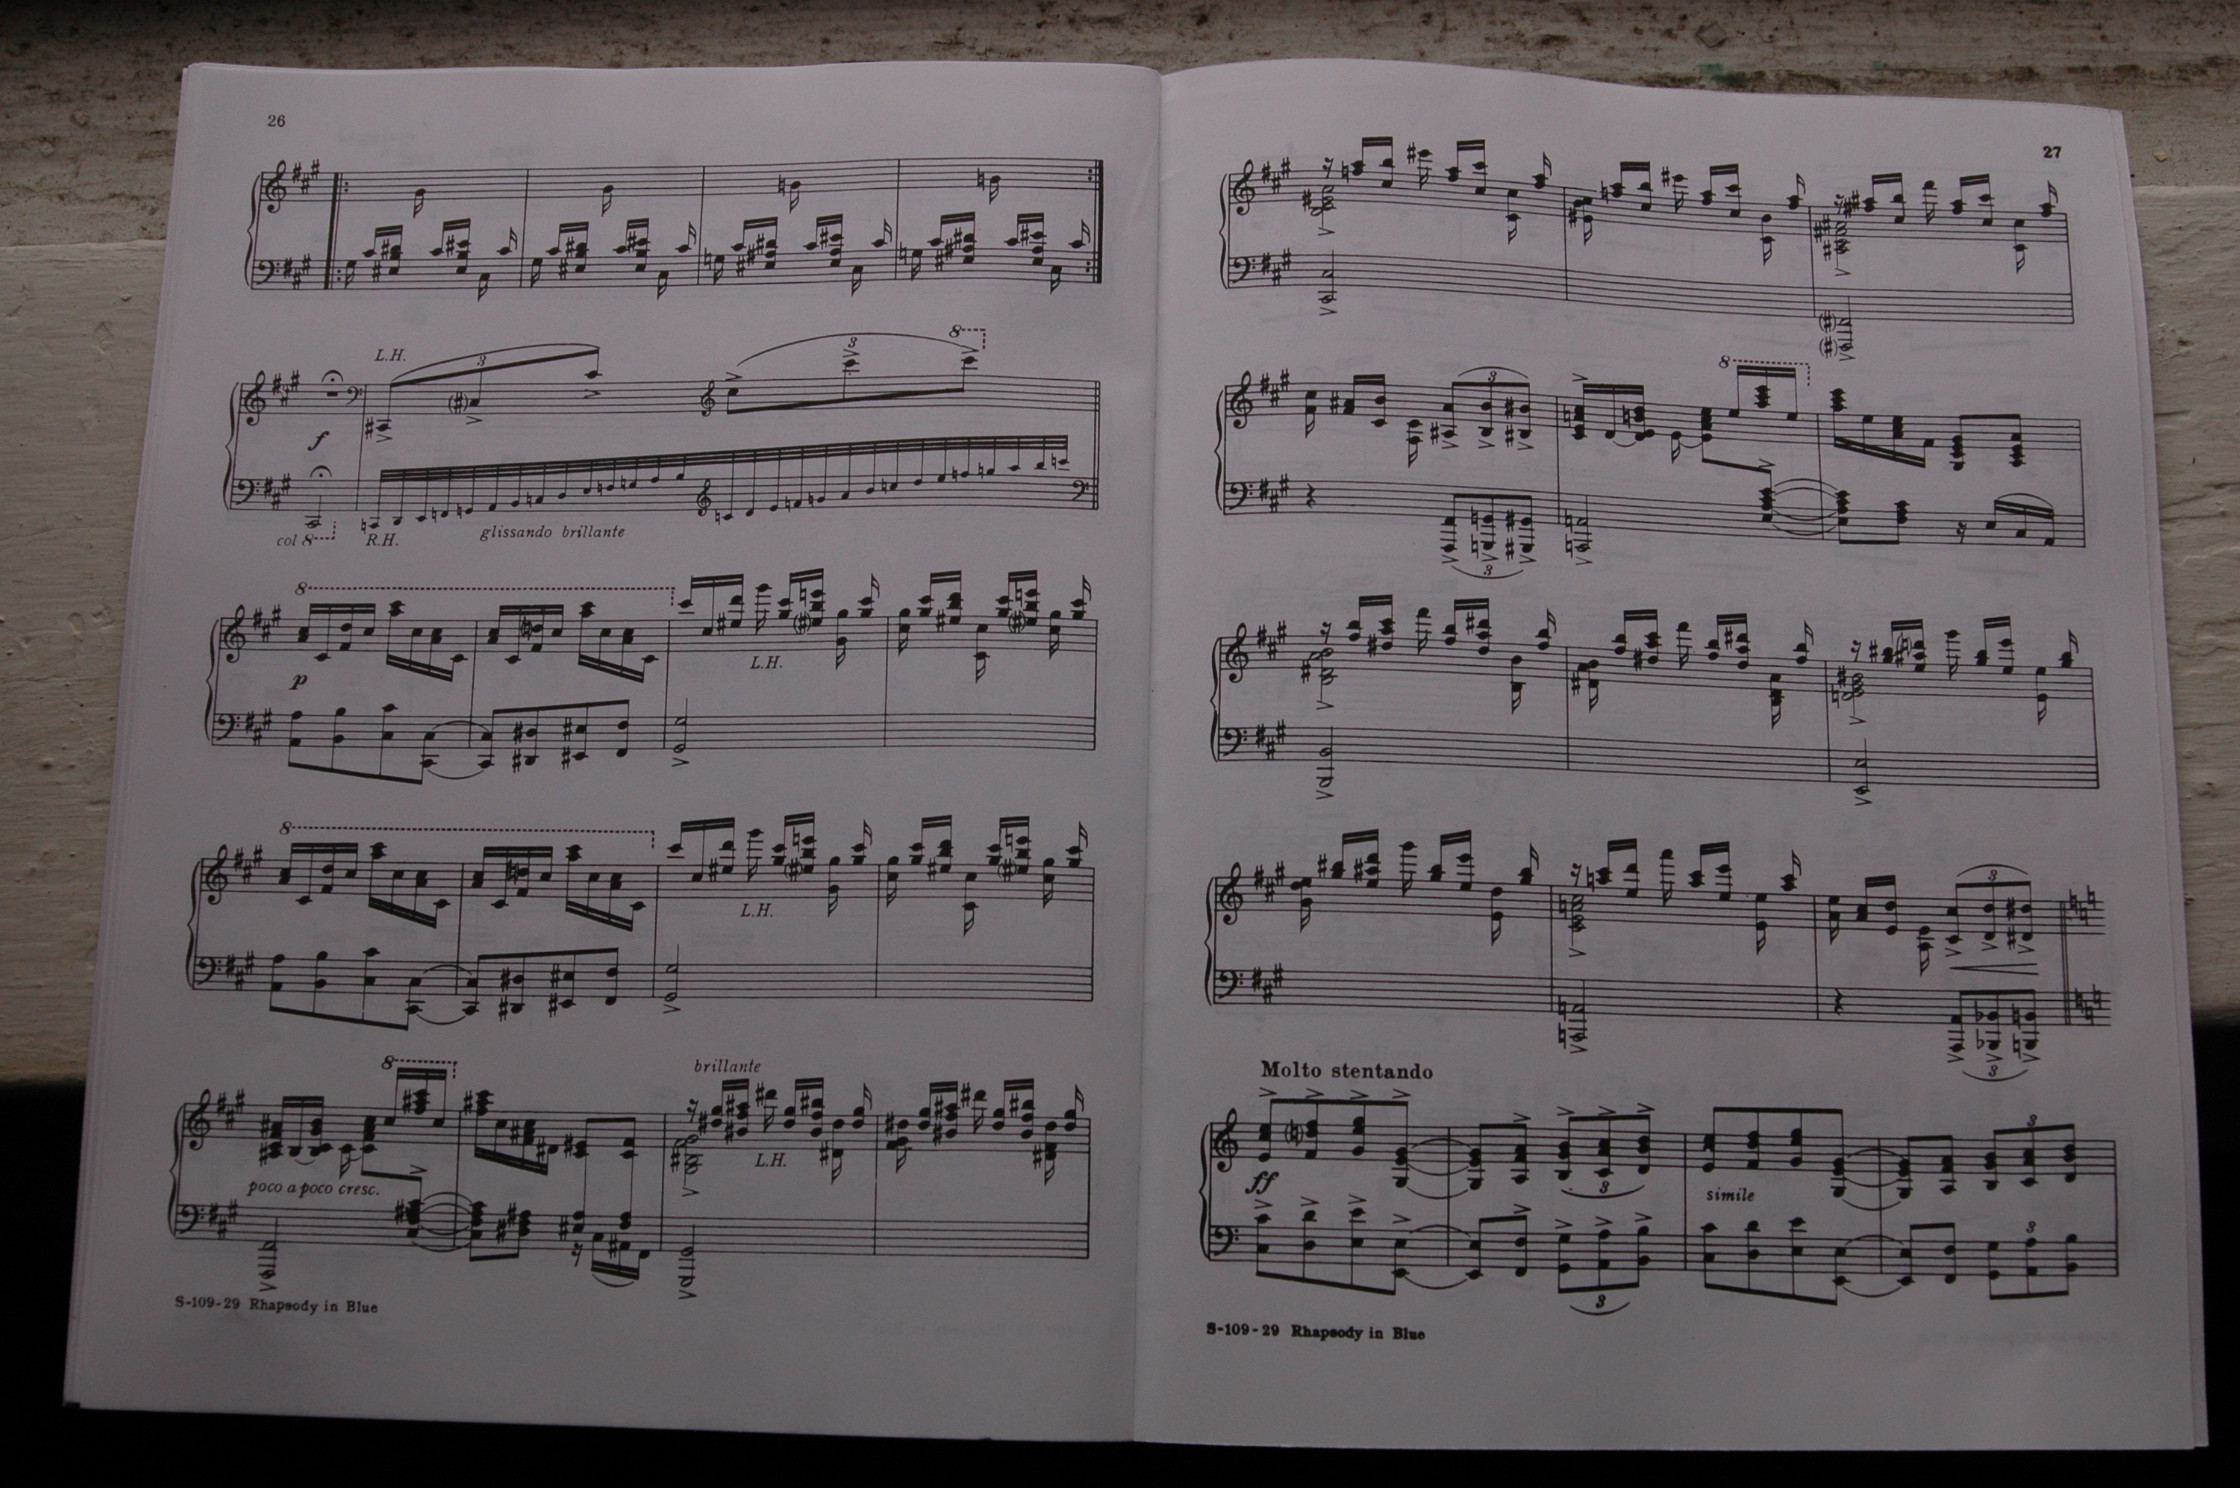 26
L.H.
3
3
8
f
col 8
R.H.
glissando brillante
8
p
L.H.
8
L.H.
8
brillante
L.H.
poco a poco cresc.
S-109-29 Rhapsody in Blue
27
3
8
3
3
3
Molto stentando
ff
3
simile
3
3
3
S-109-29 Rhapsody in Blue